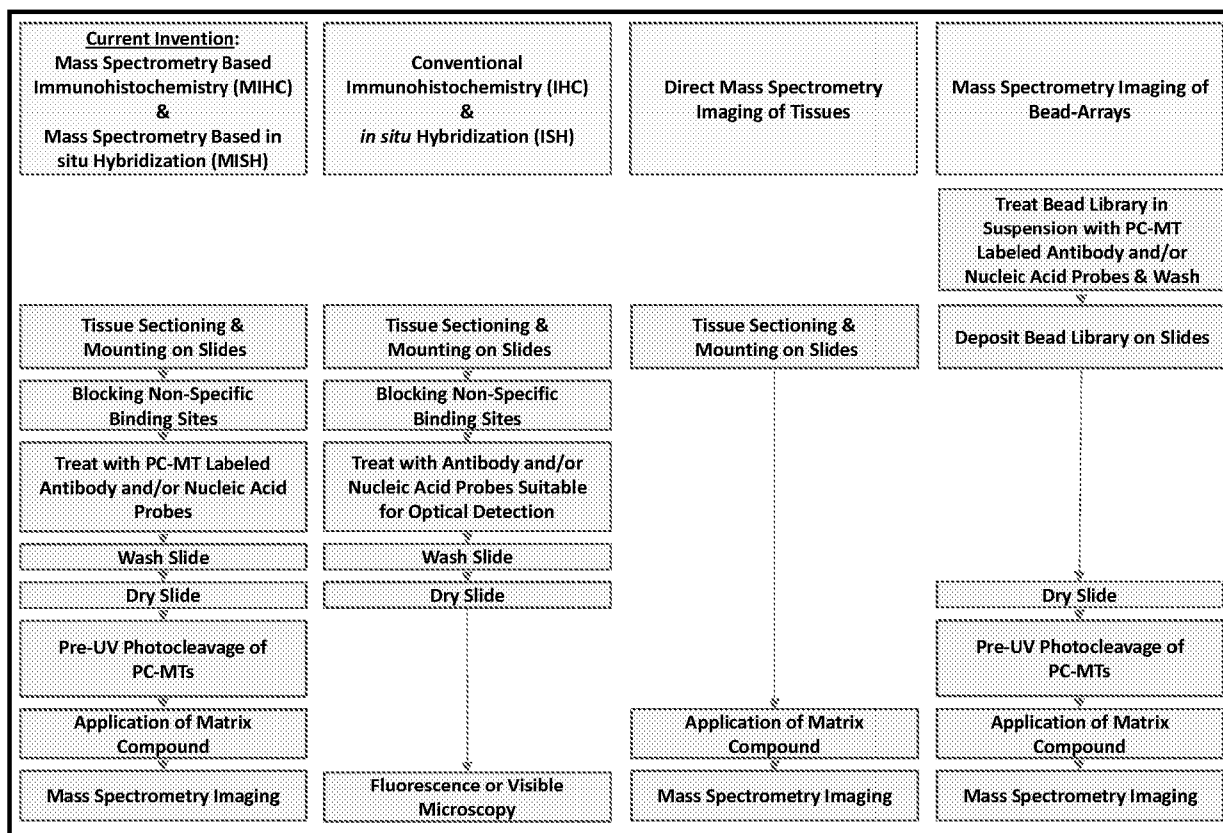 Current Invention:
Mass Spectrometry Based
Immunohistochemistry (MIHC)
&
Mass Spectrometry Based in
situ Hybridization (MISH)
Tissue Sectioning &
Mounting on Slides
Blocking Non-Specific
Binding Sites
Treat with PC-MT Labeled
Antibody and/or Nucleic Acid
Probes
Wash Slide
Dry Slide
Pre-UV Photocleavage of
PC-MTs
Application of Matrix
Compound
Mass Spectrometry Imaging
Conventional
Immunohistochemistry (IHC)
&
in situ Hybridization (ISH)
Tissue Sectioning &
Mounting on Slides
Blocking Non-Specific
Binding Sites
Treat with Antibody and/or
Nucleic Acid Probes Suitable
for Optical Detection
Wash Slide
Dry Slide
Fluorescence or Visible
Microscopy
Direct Mass Spectrometry
Imaging of Tissues
Tissue Sectioning &
Mounting on Slides
Application of Matrix
Compound
Mass Spectrometry Imaging
Mass Spectrometry Imaging of
Bead-Arrays
Treat Bead Library in
Suspension with PC-MT
Labeled Antibody and/or
Nucleic Acid Probes & Wash
Deposit Bead Library on Slides
Dry Slide
Pre-UV Photocleavage of
PC-MTs
Application of Matrix
Compound
Mass Spectrometry Imaging